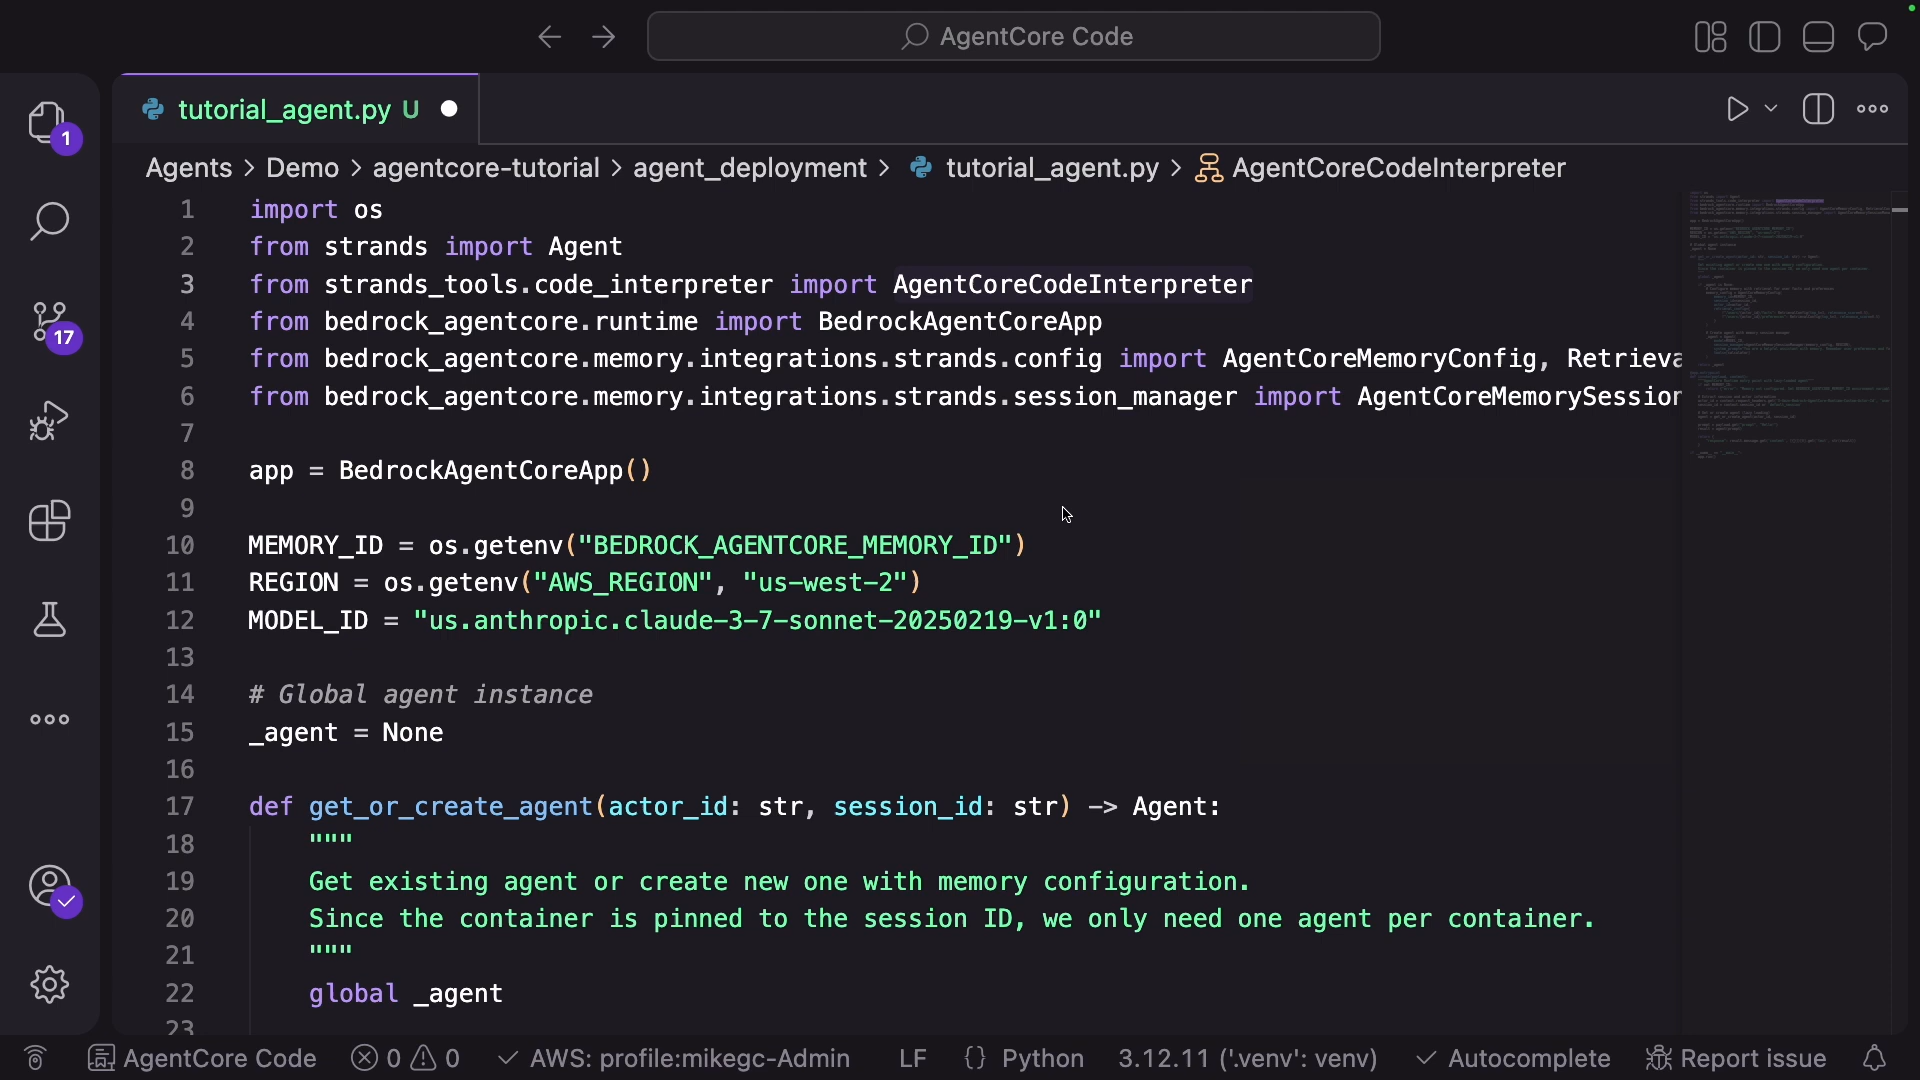 AgentCore Code
tutorial_agent.py U
1
Agents > Demo > agentcore-tutorial > agent_deployment > tutorial_agent.py > AgentCoreCodeInterpreter
1 import os
2 from strands import Agent
3 from strands_tools.code_interpreter import AgentCoreCodeInterpreter
4 from bedrock_agentcore.runtime import BedrockAgentCoreApp
5 from bedrock_agentcore.memory.integrations.strands.config import AgentCoreMemoryConfig, Retrieva
6 from bedrock_agentcore.memory.integrations.strands.session_manager import AgentCoreMemorySession
7
8 app = BedrockAgentCoreApp()
9
10 MEMORY_ID = os.getenv("BEDROCK_AGENTCORE_MEMORY_ID")
11 REGION = os.getenv("AWS_REGION", "us-west-2")
12 MODEL_ID = "us.anthropic.claude-3-7-sonnet-20250219-v1:0"
13
14 # Global agent instance
15 _agent = None
16
17 def get_or_create_agent(actor_id: str, session_id: str) -> Agent:
18 """
19 Get existing agent or create new one with memory configuration.
20 Since the container is pinned to the session ID, we only need one agent per container.
21 """
22 global _agent
23
17
AgentCore Code 0 0 AWS: profile:mikegc-Admin LF {} Python 3.12.11 ('.venv': venv) Autocomplete Report issue